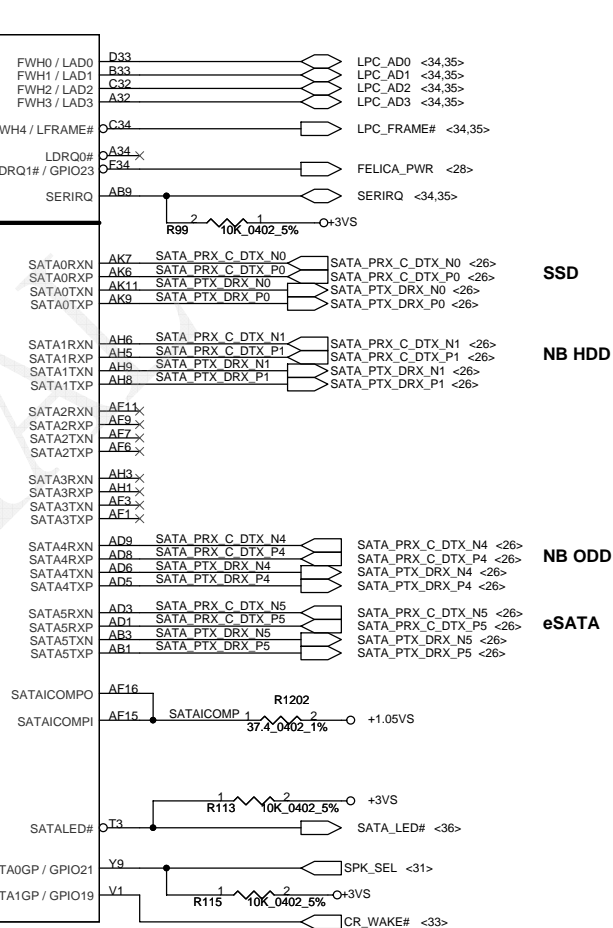 FWH0 / LAD0 D33 LPC_AD0 <34,35>
FWH1 / LAD1 B33 LPC_AD1 <34,35>
FWH2 / LAD2 C32 LPC_AD2 <34,35>
FWH3 / LAD3 A32 LPC_AD3 <34,35>
WH4 / LFRAME# C34 LPC_FRAME# <34,35>
LDRQ0# A34
DRQ1# / GPIO23 F34 FELICA_PWR <28>
SERIRQ AB9 SERIRQ <34,35>
R99 2 1 10K_0402_5% +3VS
SATA0RXN AK7 SATA_PRX_C_DTX_N0 SATA_PRX_C_DTX_N0 <26>
SATA0RXP AK6 SATA_PRX_C_DTX_P0 SATA_PRX_C_DTX_P0 <26> SSD
SATA0TXN AK11 SATA_PTX_DRX_N0 SATA_PTX_DRX_N0 <26>
SATA0TXP AK9 SATA_PTX_DRX_P0 SATA_PTX_DRX_P0 <26>
SATA1RXN AH6 SATA_PRX_C_DTX_N1 SATA_PRX_C_DTX_N1 <26>
SATA1RXP AH5 SATA_PRX_C_DTX_P1 SATA_PRX_C_DTX_P1 <26> NB HDD
SATA1TXN AH9 SATA_PTX_DRX_N1 SATA_PTX_DRX_N1 <26>
SATA1TXP AH8 SATA_PTX_DRX_P1 SATA_PTX_DRX_P1 <26>
SATA2RXN AF11
SATA2RXP AF9
SATA2TXN AF7
SATA2TXP AF6
SATA3RXN AH3
SATA3RXP AH1
SATA3TXN AF3
SATA3TXP AF1
SATA4RXN AD9 SATA_PRX_C_DTX_N4 SATA_PRX_C_DTX_N4 <26>
SATA4RXP AD8 SATA_PRX_C_DTX_P4 SATA_PRX_C_DTX_P4 <26> NB ODD
SATA4TXN AD6 SATA_PTX_DRX_N4 SATA_PTX_DRX_N4 <26>
SATA4TXP AD5 SATA_PTX_DRX_P4 SATA_PTX_DRX_P4 <26>
SATA5RXN AD3 SATA_PRX_C_DTX_N5 SATA_PRX_C_DTX_N5 <26>
SATA5RXP AD1 SATA_PRX_C_DTX_P5 SATA_PRX_C_DTX_P5 <26> eSATA
SATA5TXN AB3 SATA_PTX_DRX_N5 SATA_PTX_DRX_N5 <26>
SATA5TXP AB1 SATA_PTX_DRX_P5 SATA_PTX_DRX_P5 <26>
SATAICOMPO AF16
R1202
SATAICOMPI AF15 SATAICOMP 1 2 +1.05VS
37.4_0402_1%
1 2 +3VS
R113 10K_0402_5%
SATALED# T3 SATA_LED# <36>
TA0GP / GPIO21 Y9 SPK_SEL <31>
TA1GP / GPIO19 V1 R115 1 2 10K_0402_5% +3VS
CR_WAKE# <33>